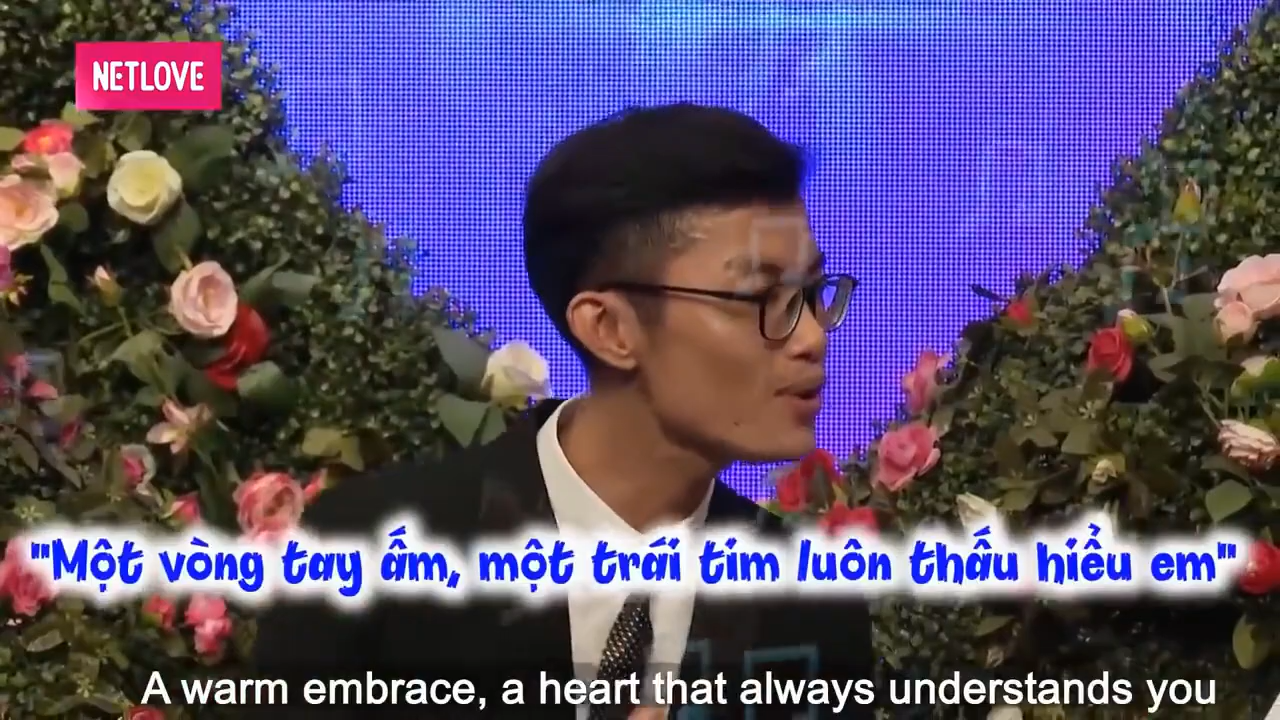 NETLOVE
"'Một vòng tay ấm, một trái tim luôn thấu hiểu em'"
A warm embrace, a heart that always understands you